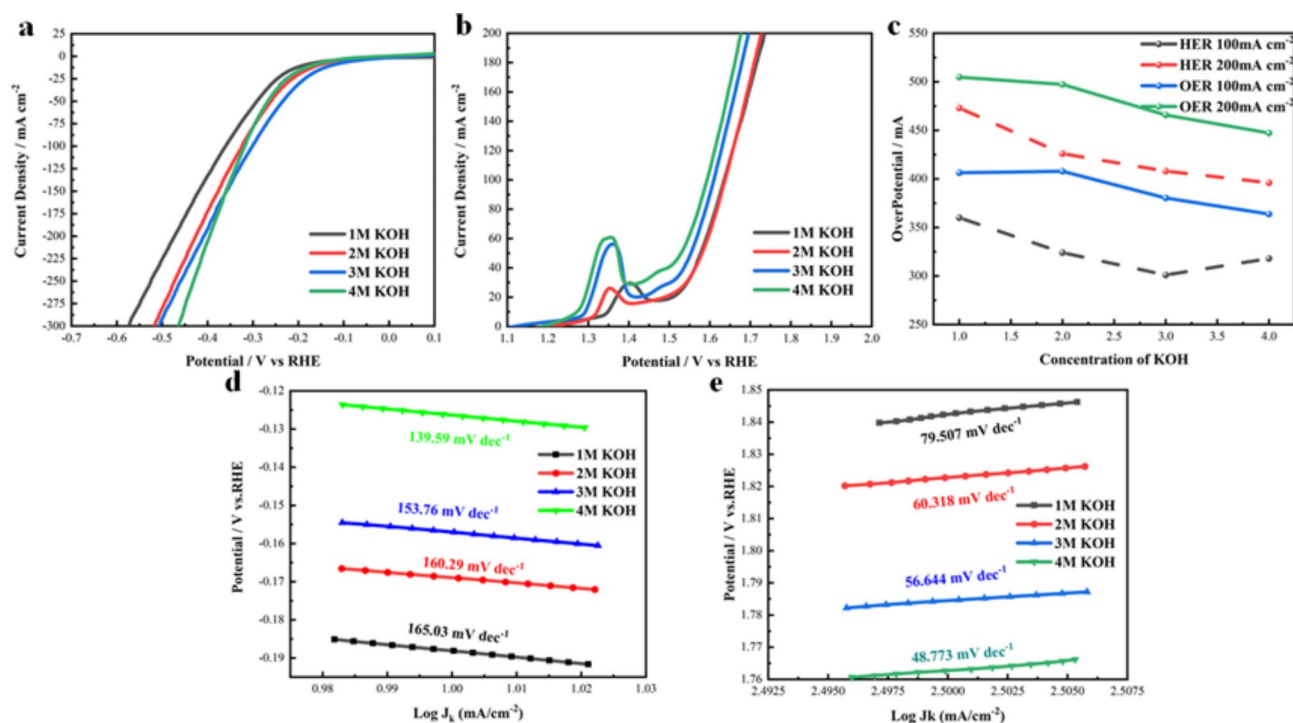 a
25
0
-25
-50
-75
-100
-125
-150
-175
-200
-225
-250
-275
-300
Current Density / mA cm⁻²
1M KOH
2M KOH
3M KOH
4M KOH
-0.7 -0.6 -0.5 -0.4 -0.3 -0.2 -0.1 0.0 0.1
Potential / V vs RHE
b
200
180
160
140
120
100
80
60
40
20
0
Current Density / mA cm⁻²
1M KOH
2M KOH
3M KOH
4M KOH
1.1 1.2 1.3 1.4 1.5 1.6 1.7 1.8 1.9 2.0
Potential / V vs RHE
c
550
500
450
400
350
300
250
OverPotential / mA
HER 100mA cm⁻²
HER 200mA cm⁻²
OER 100mA cm⁻²
OER 200mA cm⁻²
1.0 1.5 2.0 2.5 3.0 3.5 4.0
Concentration of KOH
d
-0.12
-0.13
-0.14
-0.15
-0.16
-0.17
-0.18
-0.19
Potential / V vs.RHE
139.59 mV dec⁻¹
153.76 mV dec⁻¹
160.29 mV dec⁻¹
165.03 mV dec⁻¹
1M KOH
2M KOH
3M KOH
4M KOH
0.98 0.99 1.00 1.01 1.02 1.03
Log Jₖ (mA/cm⁻²)
e
1.85
1.84
1.83
1.82
1.81
1.80
1.79
1.78
1.77
1.76
Potential / V vs.RHE
79.507 mV dec⁻¹
60.318 mV dec⁻¹
56.644 mV dec⁻¹
48.773 mV dec⁻¹
1M KOH
2M KOH
3M KOH
4M KOH
2.4925 2.4950 2.4975 2.5000 2.5025 2.5050 2.5075
Log Jk (mA/cm⁻²)